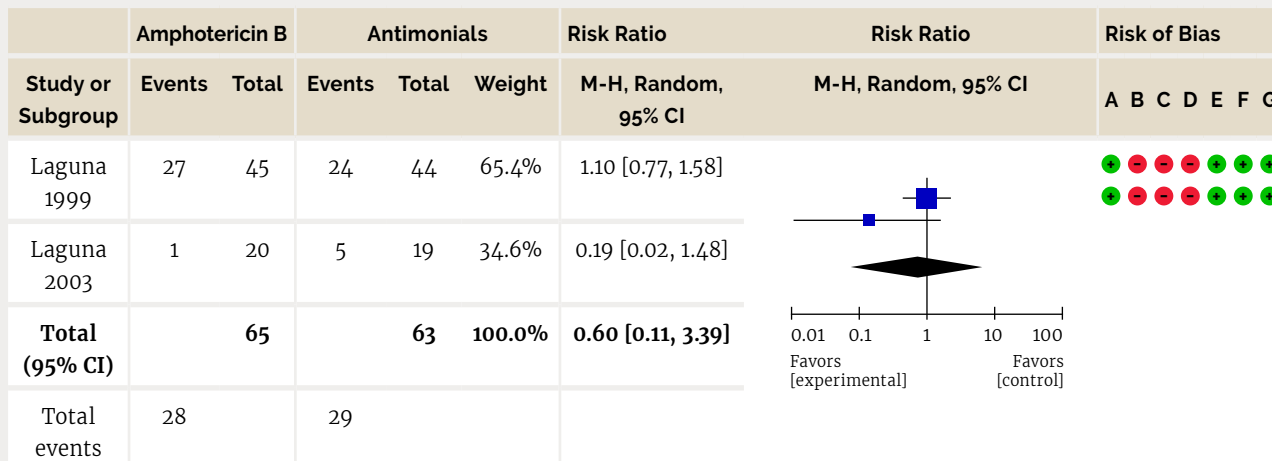 Amphotericin B Antimonials Risk Ratio Risk Ratio Risk of Bias
Study or Subgroup Events Total Events Total Weight M-H, Random, 95% CI M-H, Random, 95% CI A B C D E F G
Laguna 1999 27 45 24 44 65.4% 1.10 [0.77, 1.58] + - - - + + +
+ - - - + + +
Laguna 2003 1 20 5 19 34.6% 0.19 [0.02, 1.48]
Total (95% CI) 65 63 100.0% 0.60 [0.11, 3.39]
0.01 0.1 1 10 100
Favors [experimental] Favors [control]
Total events 28 29